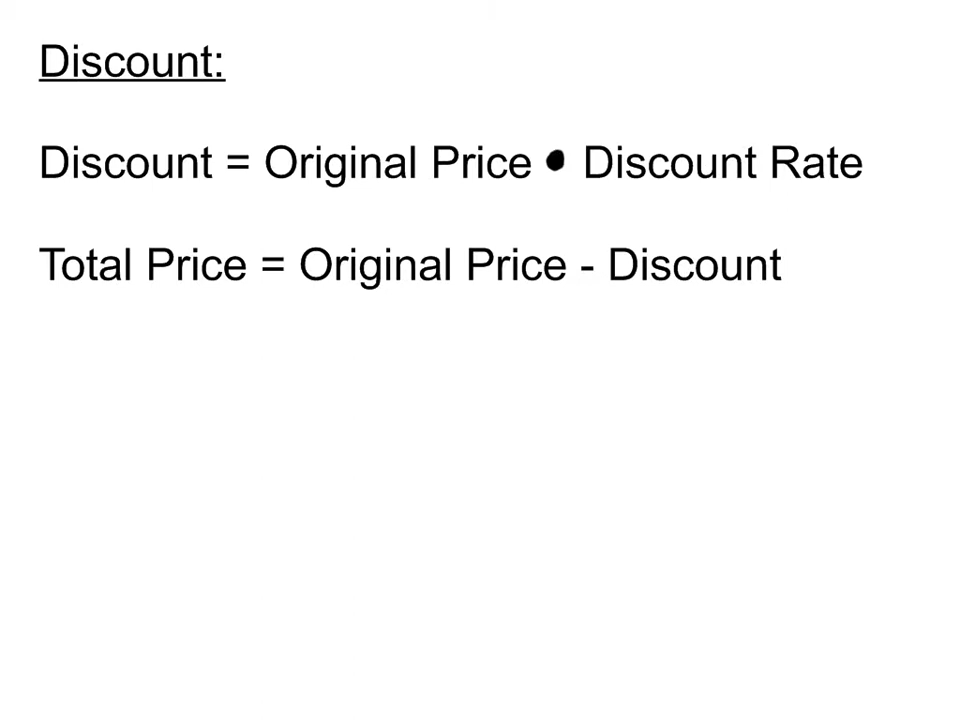 Discount:
Discount = Original Price • Discount Rate
Total Price = Original Price - Discount